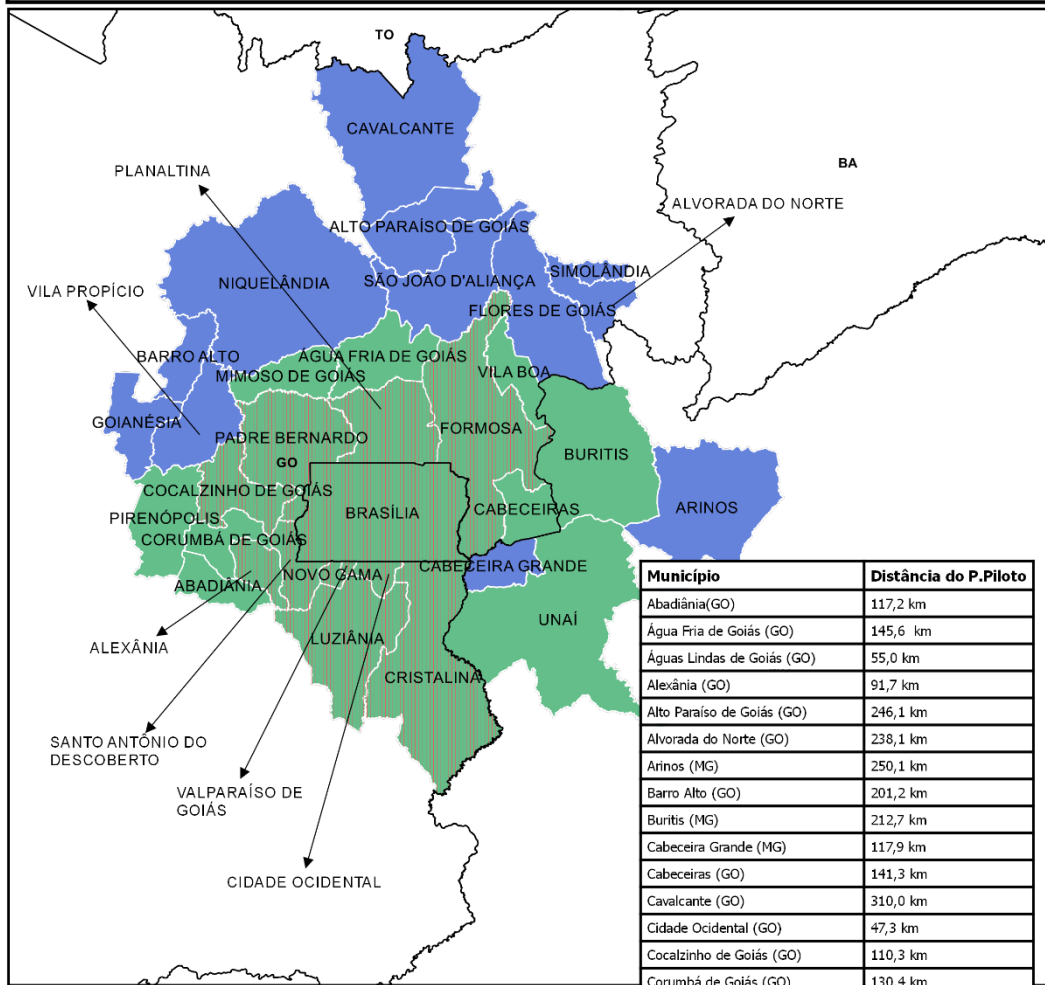 TO
CAVALCANTE
BA
PLANALTINA
ALVORADA DO NORTE
ALTO PARAÍSO DE GOIÁS
SIMOLÂNDIA
NIQUELÂNDIA
SÃO JOÃO D'ALIANÇA
VILA PROPÍCIO
FLORES DE GOIÁS
BARRO ALTO
ÁGUA FRIA DE GOIÁS
MIMOSO DE GOIÁS
VILA BOA
GOIANÉSIA
PADRE BERNARDO
FORMOSA
BURITIS
GO
COCALZINHO DE GOIÁS
PIRENÓPOLIS
BRASÍLIA
CABECEIRAS
ARINOS
CORUMBÁ DE GOIÁS
ABADIÂNIA
NOVO GAMA
CABECEIRA GRANDE
UNAÍ
ALEXÂNIA
LUZIÂNIA
CRISTALINA
SANTO ANTÔNIO DO
DESCOBERTO
VALPARAÍSO DE
GOIÁS
CIDADE OCIDENTAL
Município Distância do P.Piloto
Abadiânia(GO) 117,2 km
Água Fria de Goiás (GO) 145,6 km
Águas Lindas de Goiás (GO) 55,0 km
Alexânia (GO) 91,7 km
Alto Paraíso de Goiás (GO) 246,1 km
Alvorada do Norte (GO) 238,1 km
Arinos (MG) 250,1 km
Barro Alto (GO) 201,2 km
Buritis (MG) 212,7 km
Cabeceira Grande (MG) 117,9 km
Cabeceiras (GO) 141,3 km
Cavalcante (GO) 310,0 km
Cidade Ocidental (GO) 47,3 km
Cocalzinho de Goiás (GO) 110,3 km
Corumbá de Goiás (GO) 130,4 km